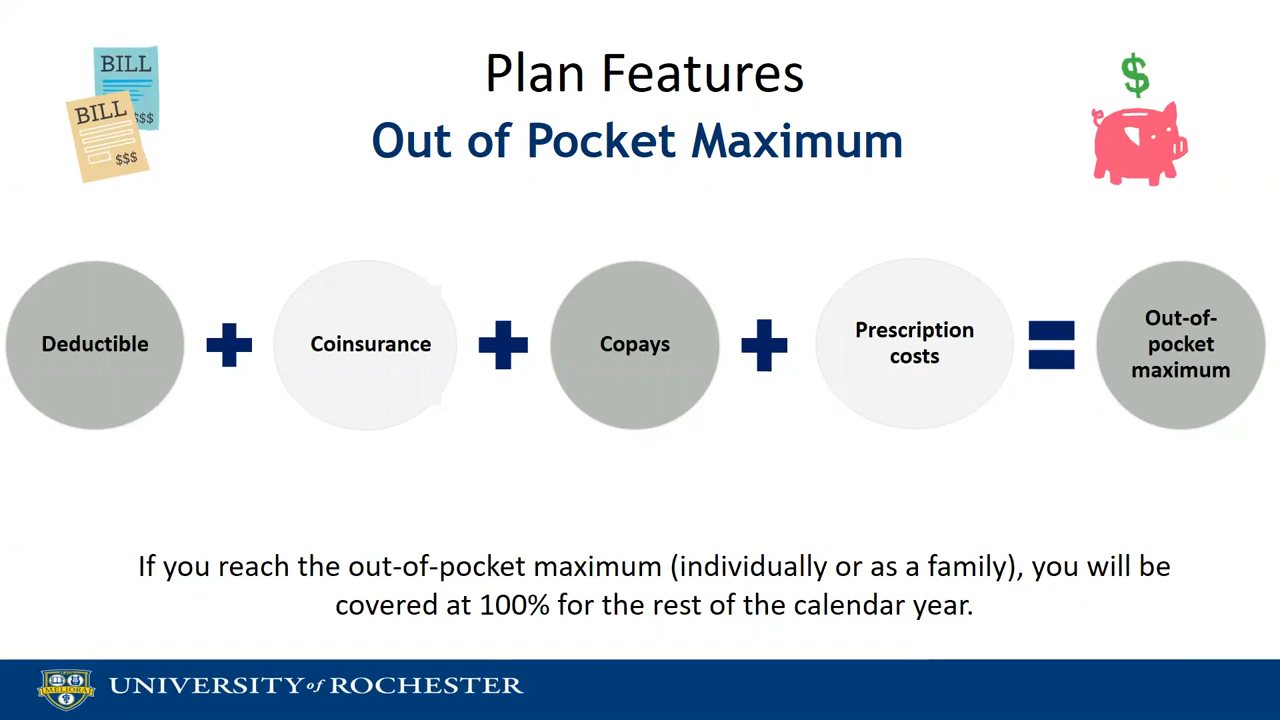 BILL
$$$
BILL
$$$
$
Plan Features
Out of Pocket Maximum
Deductible
Coinsurance
Copays
Prescription
costs
Out-of-
pocket
maximum
If you reach the out-of-pocket maximum (individually or as a family), you will be
covered at 100% for the rest of the calendar year.
MELIORA
UNIVERSITY of ROCHESTER